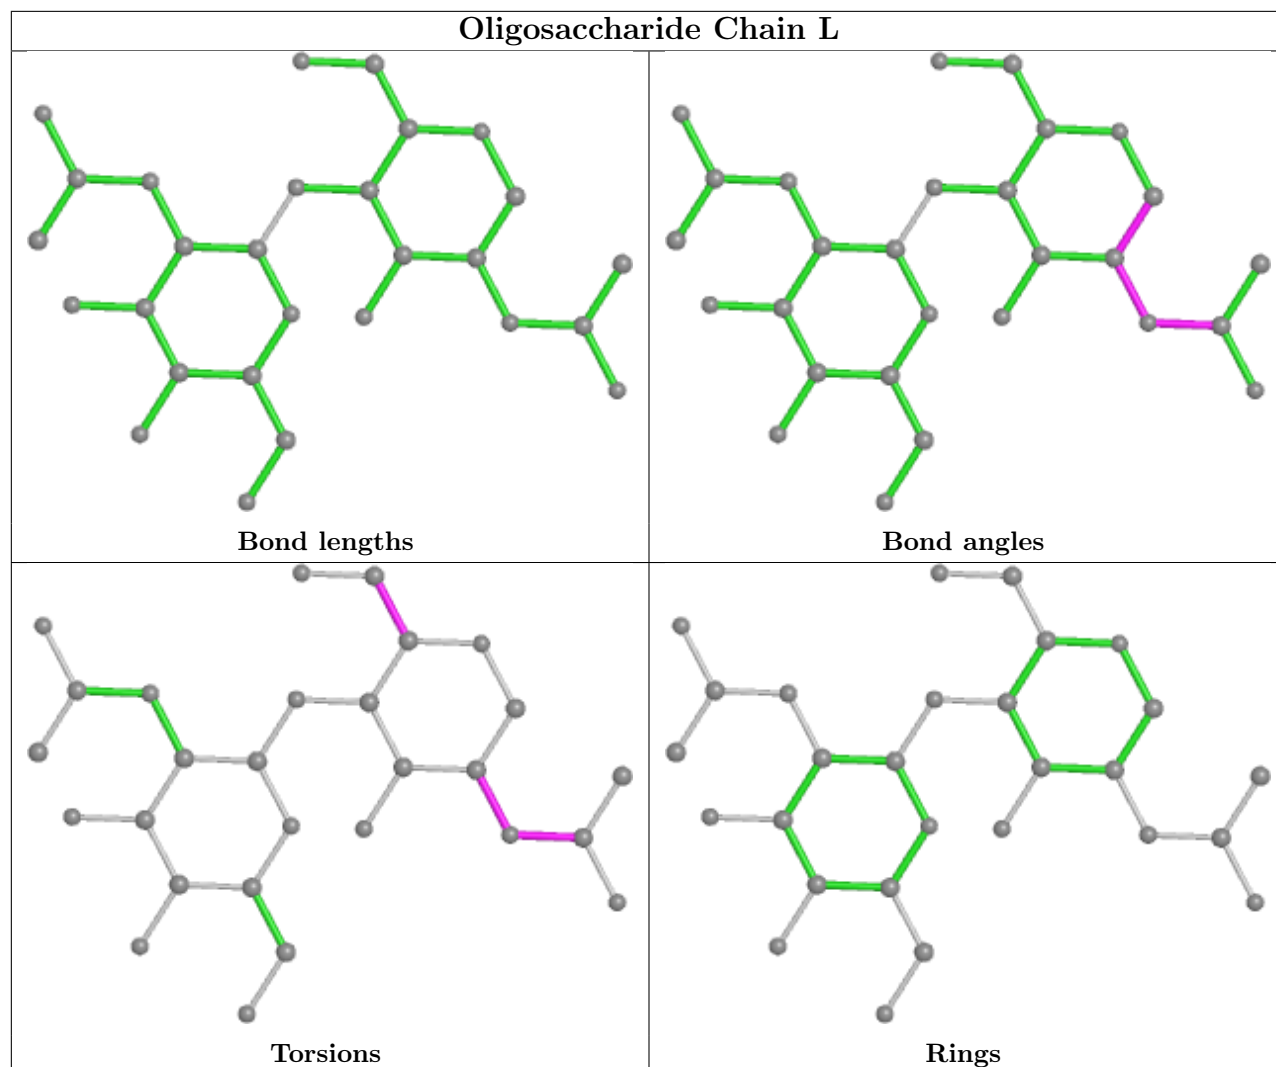 Oligosaccharide Chain L
Bond lengths
Bond angles
Torsions
Rings